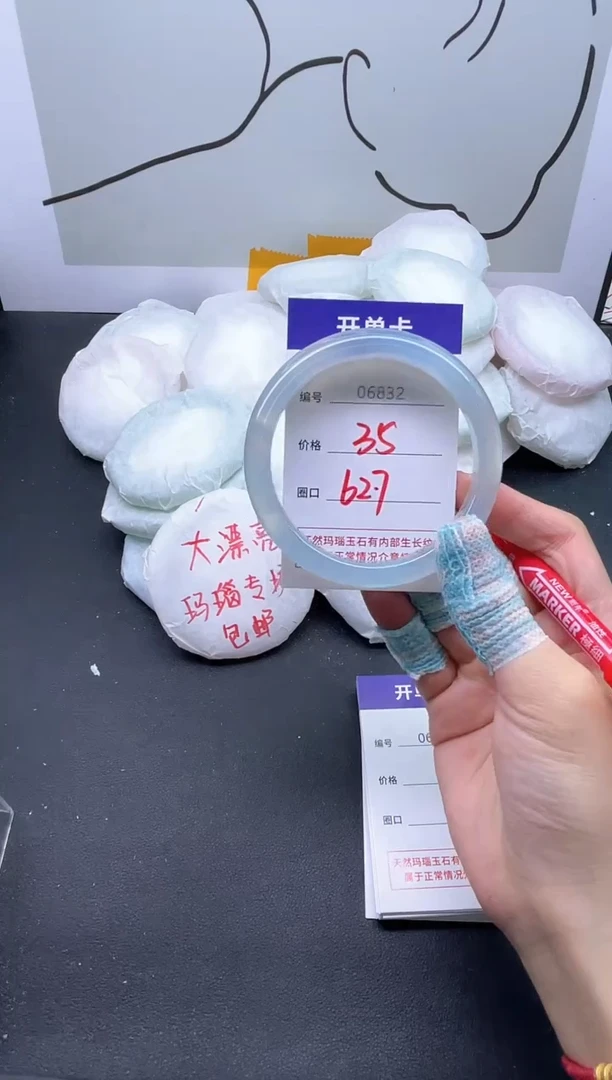 开单卡
编号 06832
价格 35
圈口 62.7
天然玛瑙玉石有内部生长纹
正常情况介意
大漂亮
玛瑙专场
包邮
NEW
MARKER
编号 06
价格
圈口
天然玛瑙玉石有
属于正常情况